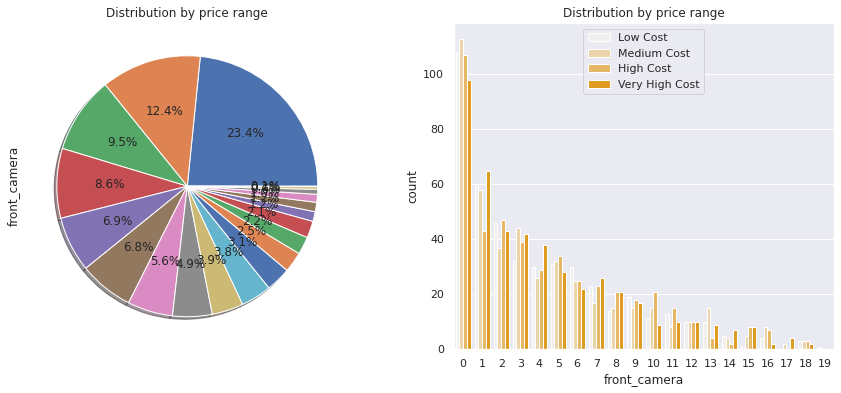 Distribution by price range
front_camera
23.4%
12.4%
9.5%
8.6%
6.9%
6.8%
5.6%
4.9%
3.9%
3.8%
3.1%
2.5%
2.2%
2.1%
Distribution by price range
Low Cost
Medium Cost
High Cost
Very High Cost
count
100
80
60
40
20
0
0 1 2 3 4 5 6 7 8 9 10 11 12 13 14 15 16 17 18 19
front_camera